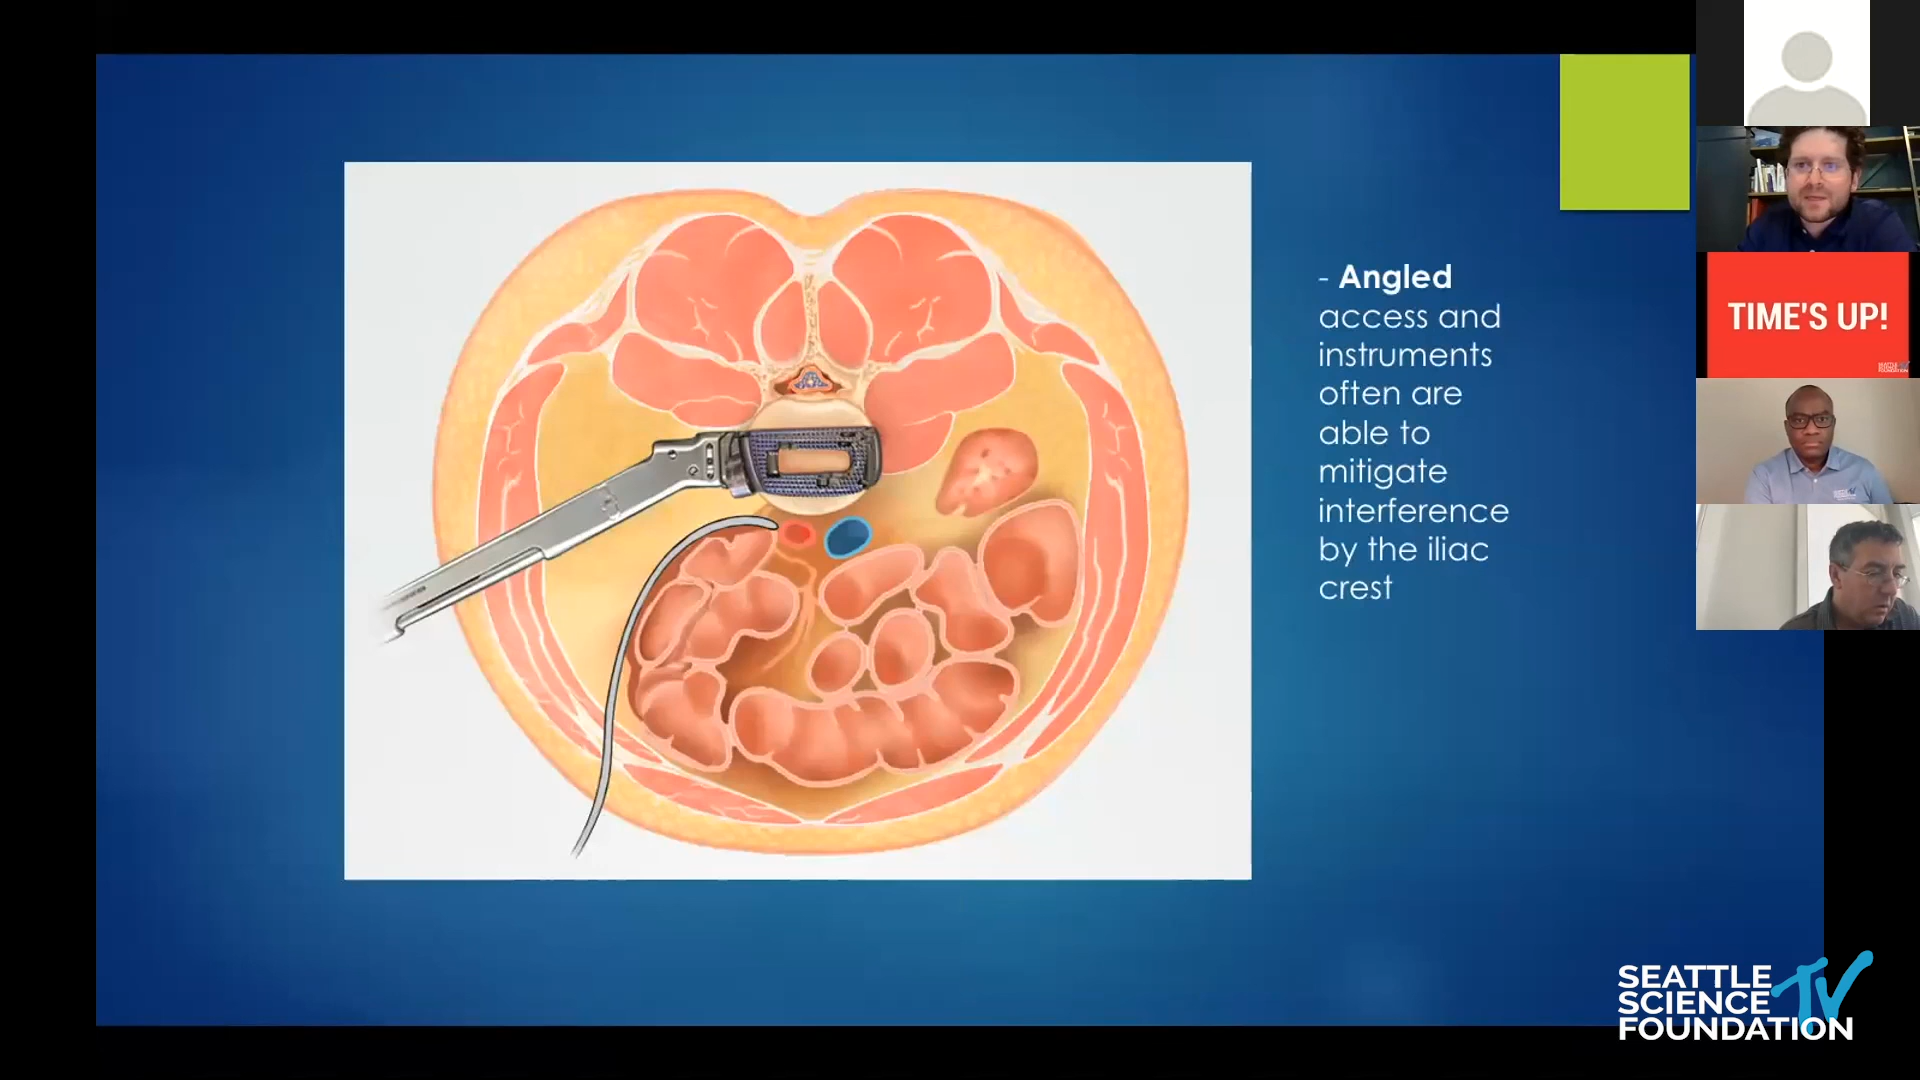 - Angled
access and
instruments
often are
able to
mitigate
interference
by the iliac
crest
TIME'S UP!
SEATTLE
SCIENCE
FOUNDATION
TV